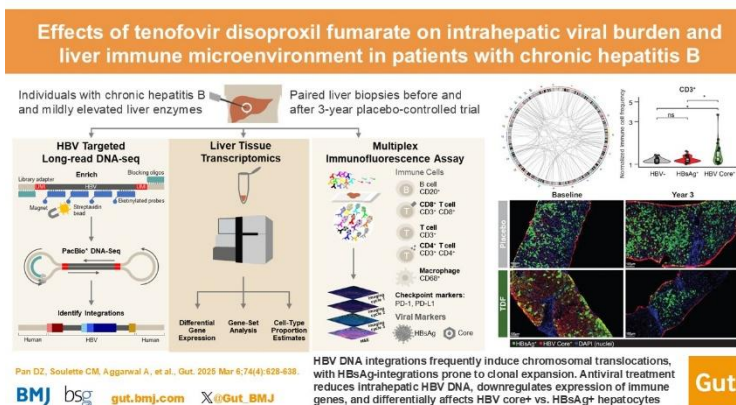 Effects of tenofovir disoproxil fumarate on intrahepatic viral burden and
liver immune microenvironment in patients with chronic hepatitis B
Individuals with chronic hepatitis B
and mildly elevated liver enzymes
Paired liver biopsies before and
after 3-year placebo-controlled trial
HBV Targeted
Long-read DNA-seq
Enrich
Library adapter
Blocking oligos
UMI
HBV
UMI
Magnet
Streptavidin
bead
Biotinylated probes
PacBio® DNA-Seq
Identify Integrations
Human
HBV
Human
Liver Tissue
Transcriptomics
Differential
Gene
Expression
Gene-Set
Analysis
Cell-Type
Proportion
Estimates
Multiplex
Immunofluorescence Assay
Immune Cells
B
B cell
CD20⁺
T
CD8⁺ T cell
CD3⁺ CD8⁺
T
T cell
CD3⁺
T
CD4⁺ T cell
CD3⁺ CD4⁺
Macrophage
CD68⁺
Checkpoint markers:
PD-1, PD-L1
Viral Markers
HBsAg
Core
H&E
CD3⁺
Normalized immune cell frequency
5
3
1
*
ns
*
HBV-
HBsAg⁺
HBV Core⁺
Baseline
Year 3
Placebo
TDF
HBsAg⁺
HBV Core⁺
DAPI (nuclei)
HBV DNA integrations frequently induce chromosomal translocations,
with HBsAg-integrations prone to clonal expansion. Antiviral treatment
reduces intrahepatic HBV DNA, downregulates expression of immune
genes, and differentially affects HBV core+ vs. HBsAg+ hepatocytes
Pan DZ, Soulette CM, Aggarwal A, et al., Gut. 2025 Mar 6;74(4):628-638.
BMJ
bsg
gut.bmj.com
X@Gut_BMJ
Gut